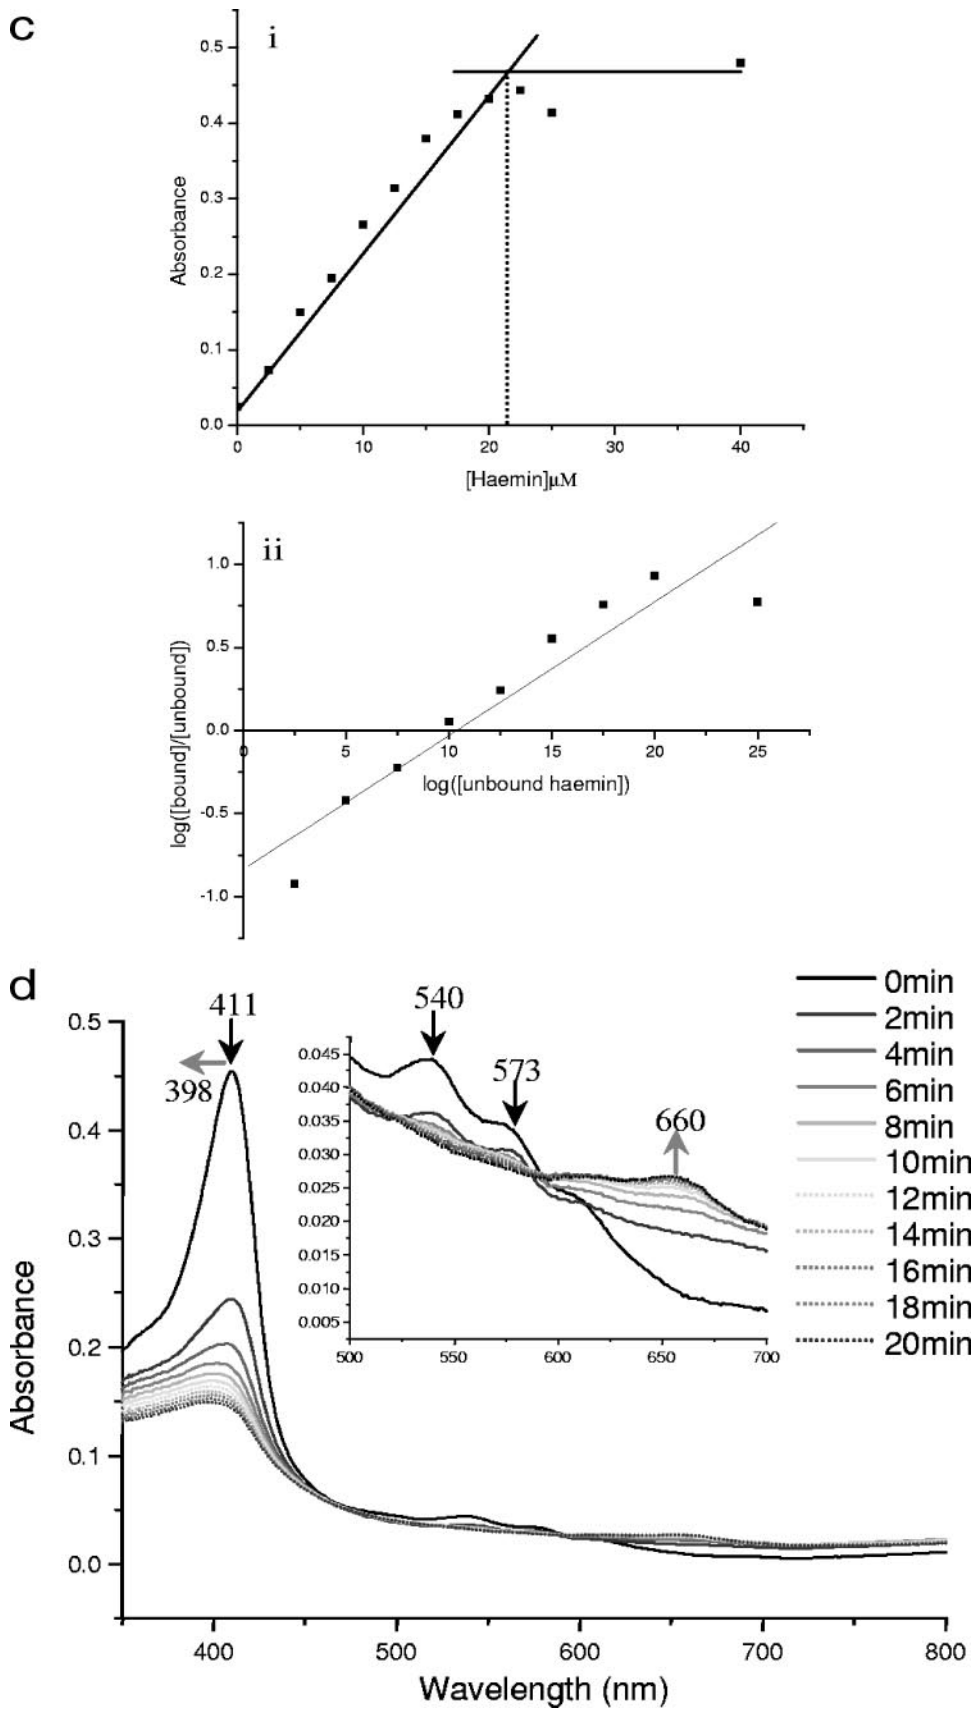 c
i
0.5
0.4
0.3
0.2
0.1
0.0
Absorbance
0 10 20 30 40
[Haemin]µM
ii
1.0
0.5
0.0
-0.5
-1.0
log([bound]/[unbound])
0 5 10 15 20 25
log([unbound haemin])
d
411
398
540
573
660
0.5
0.4
0.3
0.2
0.1
0.0
Absorbance
0.045
0.040
0.035
0.030
0.025
0.020
0.015
0.010
0.005
500 550 600 650 700
0min
2min
4min
6min
8min
10min
12min
14min
16min
18min
20min
400 500 600 700 800
Wavelength (nm)